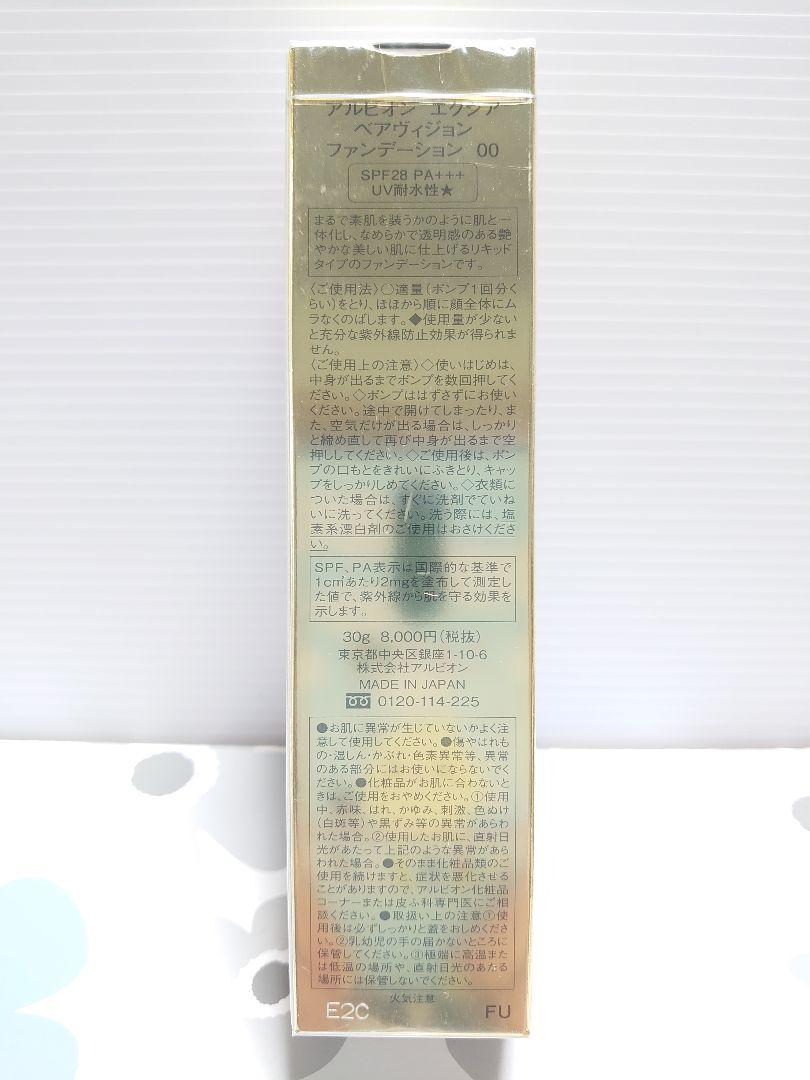 アルビオン エクシア
ベアヴィジョン
ファンデーション 00
SPF28 PA+++
UV耐水性★
まるで素肌を装うかのように肌と一
体化し、なめらかで透明感のある艶
やかな美しい肌に仕上げるリキッド
タイプのファンデーションです。
〈ご使用法〉◯適量(ポンプ1回分く
らい)をとり、ほほから順に顔全体にム
ラなくのばします。◆使用量が少ない
と充分な紫外線防止効果が得られま
せん。
〈ご使用上の注意〉◇使いはじめは、
中身が出るまでポンプを数回押してく
ださい。◇ポンプははずさずにお使い
ください。途中で開けてしまったり、ま
た、空気だけが出る場合は、しっかり
と締め直して再び中身が出るまで空
押ししてください。◇ご使用後は、ポン
プの口もとをきれいにふきとり、キャッ
プをしっかりしめてください。◇衣類に
ついた場合は、すぐに洗剤でていね
いに洗ってください。洗う際には、塩
素系漂白剤のご使用はおさけくださ
い。
SPF、PA表示は国際的な基準で
1c㎡あたり2mgを塗布して測定し
た値で、紫外線から肌を守る効果を
示します。
30g 8,000円(税抜)
東京都中央区銀座1-10-6
株式会社アルビオン
MADE IN JAPAN
0120-114-225
●お肌に異常が生じていないかよく注
意して使用してください。●傷やはれも
の・湿しん・かぶれ・色素異常等、異常
のある部分にはお使いにならないでく
ださい。●化粧品がお肌に合わないと
きは、ご使用をおやめください。①使用
中、赤味、はれ、かゆみ、刺激、色ぬけ
(白斑等)や黒ずみ等の異常があらわ
れた場合。②使用したお肌に、直射日
光があたって上記のような異常があら
われた場合。●そのまま化粧品類のご
使用を続けますと、症状を悪化させる
ことがありますので、アルビオン化粧品
コーナーまたは皮ふ科専門医にご相
談ください。●取扱い上の注意①使
用後は必ずしっかりと蓋をおしめくださ
い。②乳幼児の手の届かないところに
保管してください。③極端に高温また
は低温の場所や、直射日光のあたる
場所には保管しないでください。
火気注意
E2C FU